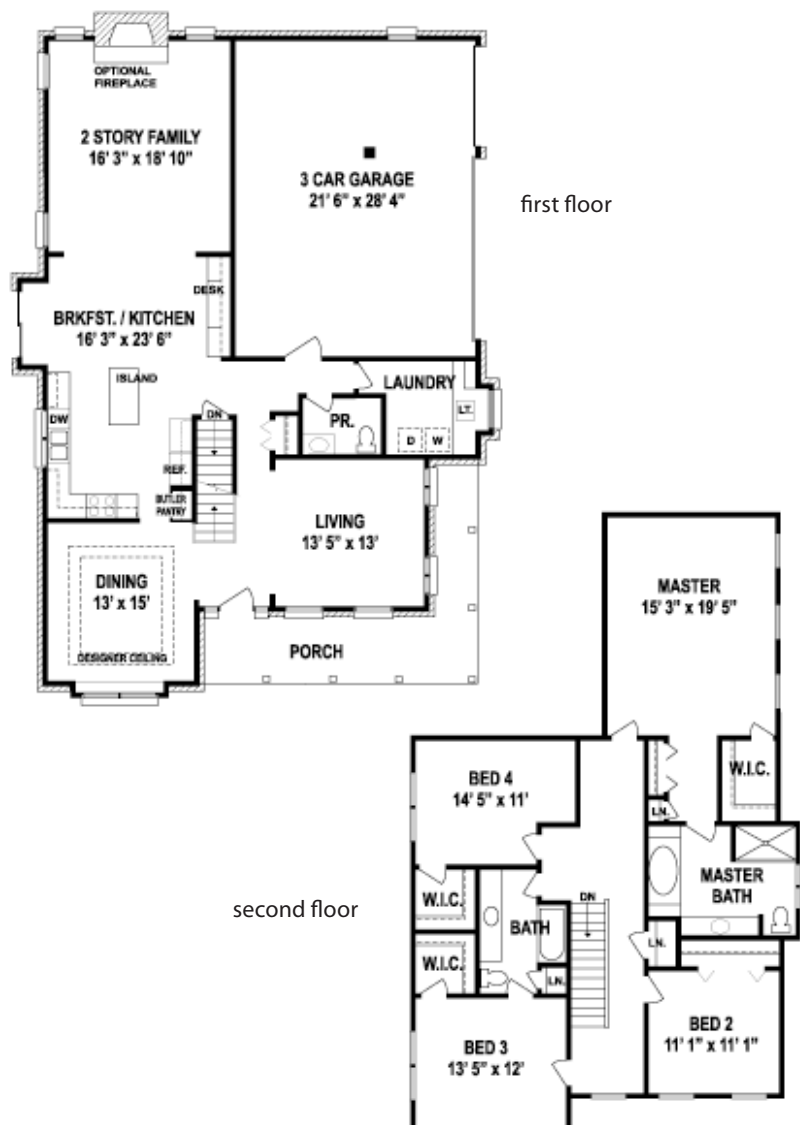 OPTIONAL
FIREPLACE
2 STORY FAMILY
16' 3" x 18' 10"
3 CAR GARAGE
21' 6" x 28' 4"
first floor
DESK
BRKFST. / KITCHEN
16' 3" x 23' 6"
ISLAND
LAUNDRY
DW
DN
PR.
LT.
D
W
REF.
BUTLER
PANTRY
LIVING
13' 5" x 13'
DINING
13' x 15'
DESIGNER CEILING
PORCH
MASTER
15' 3" x 19' 5"
BED 4
14' 5" x 11'
W.I.C.
LN.
MASTER
BATH
second floor
W.I.C.
DN
BATH
LN.
W.I.C.
LN.
BED 2
11' 1" x 11' 1"
BED 3
13' 5" x 12'